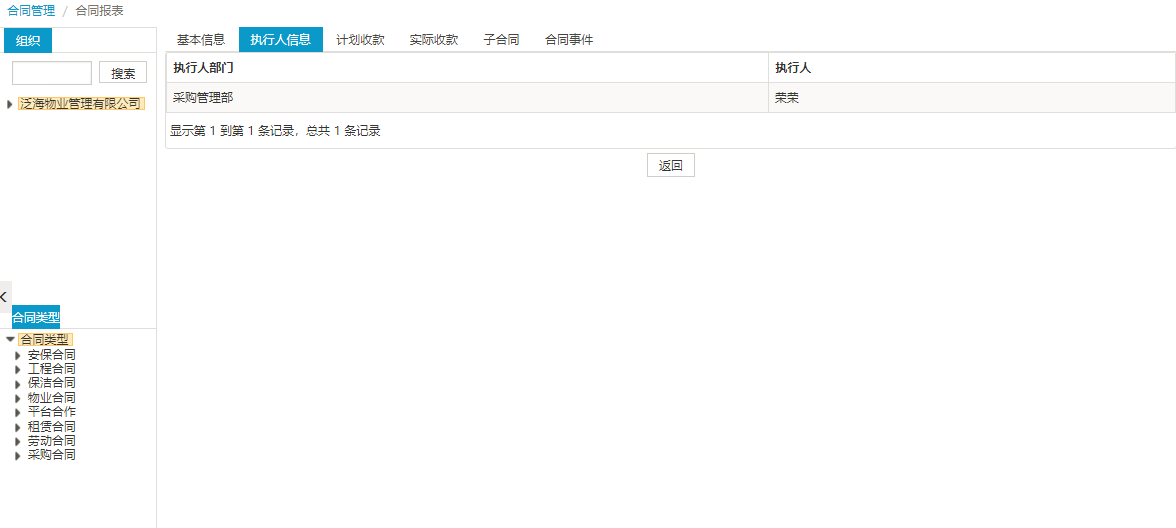 合同管理 / 合同报表
组织
搜索
泛海物业管理有限公司
合同类型
合同类型
安保合同
工程合同
保洁合同
物业合同
平台合作
租赁合同
劳动合同
采购合同
基本信息 执行人信息 计划收款 实际收款 子合同 合同事件
执行人部门 执行人
采购管理部 荣荣
显示第 1 到第 1 条记录，总共 1 条记录
返回